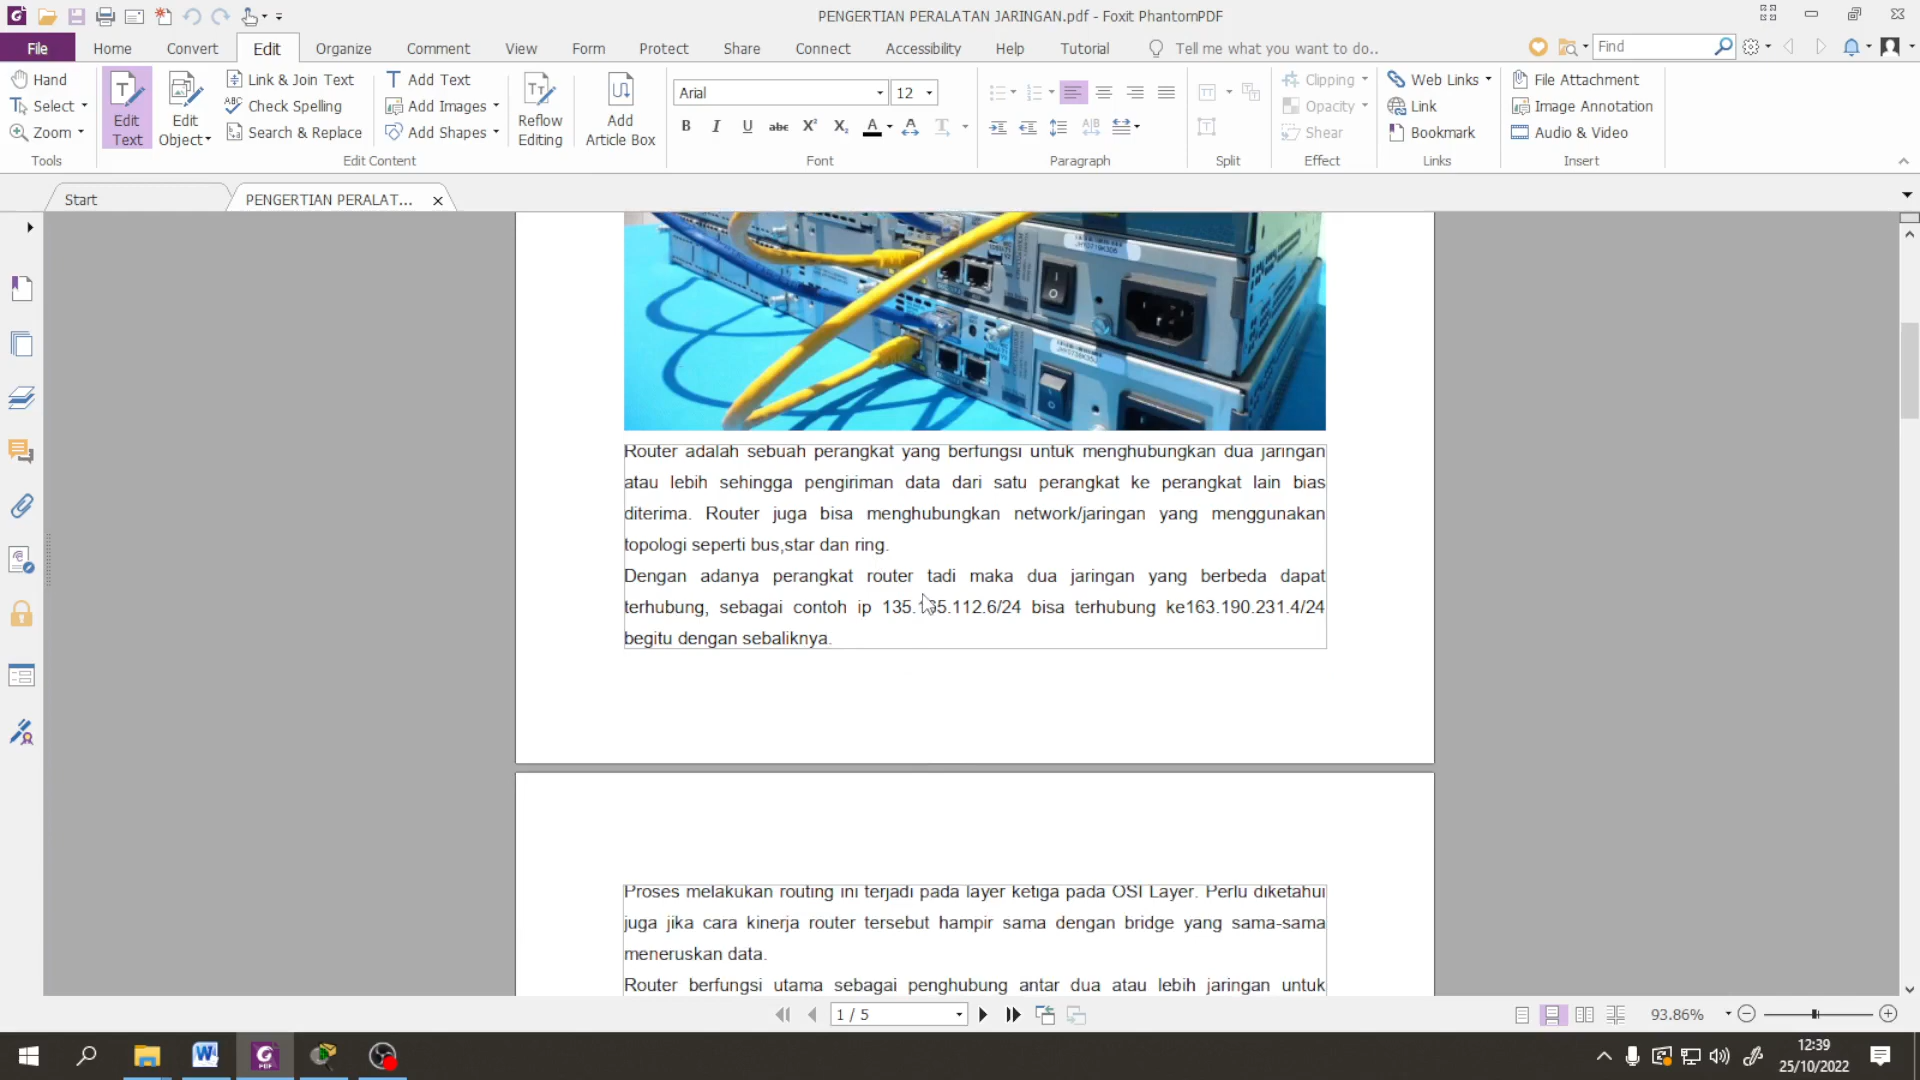 PENGERTIAN PERALATAN JARINGAN.pdf - Foxit PhantomPDF
File
Home
Convert
Edit
Organize
Comment
View
Form
Protect
Share
Connect
Accessibility
Help
Tutorial
Tell me what you want to do..
Find
Hand
Select
Zoom
Tools
Edit Text
Edit Object
Link & Join Text
Check Spelling
Search & Replace
Add Text
Add Images
Add Shapes
Edit Content
Reflow Editing
Add Article Box
Arial
12
Font
Paragraph
Split
Clipping
Opacity
Shear
Effect
Web Links
Link
Bookmark
Links
File Attachment
Image Annotation
Audio & Video
Insert
Start
PENGERTIAN PERALAT...
Router adalah sebuah perangkat yang berfungsi untuk menghubungkan dua jaringan
atau lebih sehingga pengiriman data dari satu perangkat ke perangkat lain bias
diterima. Router juga bisa menghubungkan network/jaringan yang menggunakan
topologi seperti bus,star dan ring.
Dengan adanya perangkat router tadi maka dua jaringan yang berbeda dapat
terhubung, sebagai contoh ip 135.165.112.6/24 bisa terhubung ke163.190.231.4/24
begitu dengan sebaliknya.
Proses melakukan routing ini terjadi pada layer ketiga pada OSI Layer. Perlu diketahui
juga jika cara kinerja router tersebut hampir sama dengan bridge yang sama-sama
meneruskan data.
Router berfungsi utama sebagai penghubung antar dua atau lebih jaringan untuk
1 / 5
93.86%
12:39
25/10/2022